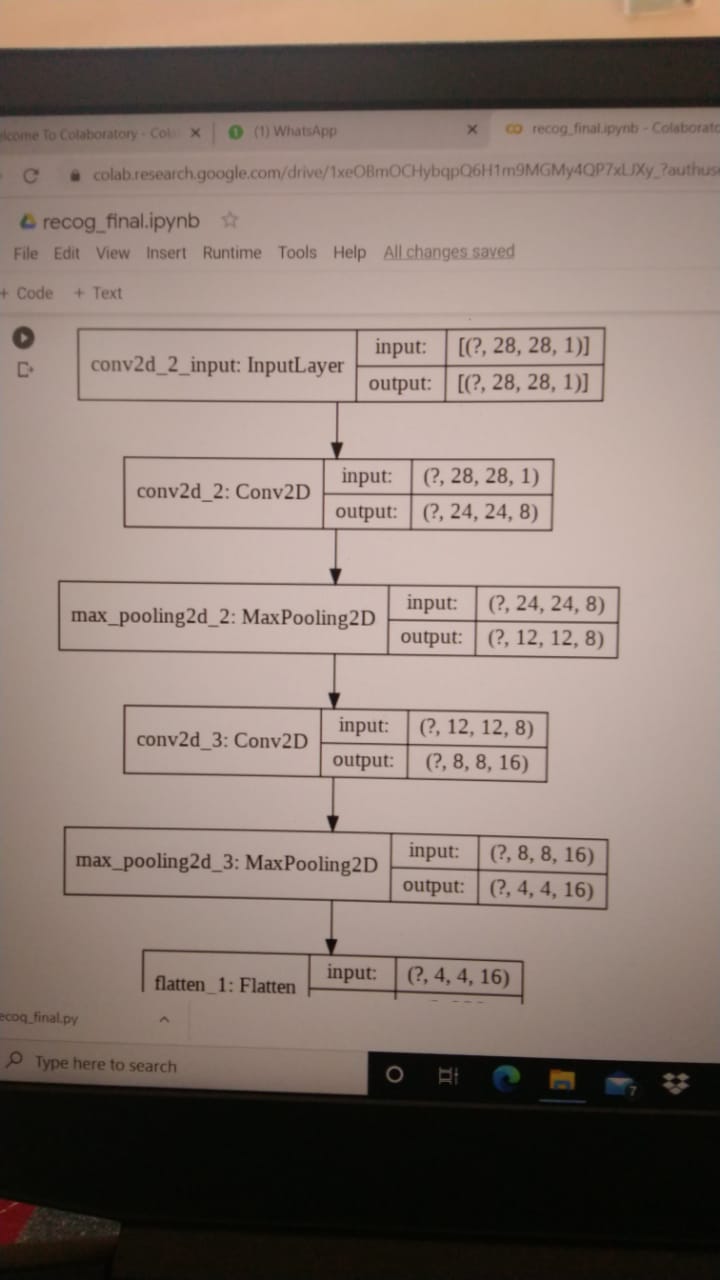 elcome To Colaboratory - Cola
(1) WhatsApp
recog_final.ipynb - Colaborato
colab.research.google.com/drive/1xeOBmOCHybqpQ6H1m9MGMy4QP7xLJXy_?authus
recog_final.ipynb
File Edit View Insert Runtime Tools Help All changes saved
+ Code + Text
conv2d_2_input: InputLayer
input: [(?, 28, 28, 1)]
output: [(?, 28, 28, 1)]
conv2d_2: Conv2D
input: (?, 28, 28, 1)
output: (?, 24, 24, 8)
max_pooling2d_2: MaxPooling2D
input: (?, 24, 24, 8)
output: (?, 12, 12, 8)
conv2d_3: Conv2D
input: (?, 12, 12, 8)
output: (?, 8, 8, 16)
max_pooling2d_3: MaxPooling2D
input: (?, 8, 8, 16)
output: (?, 4, 4, 16)
flatten_1: Flatten
input: (?, 4, 4, 16)
ecog_final.py
Type here to search
7